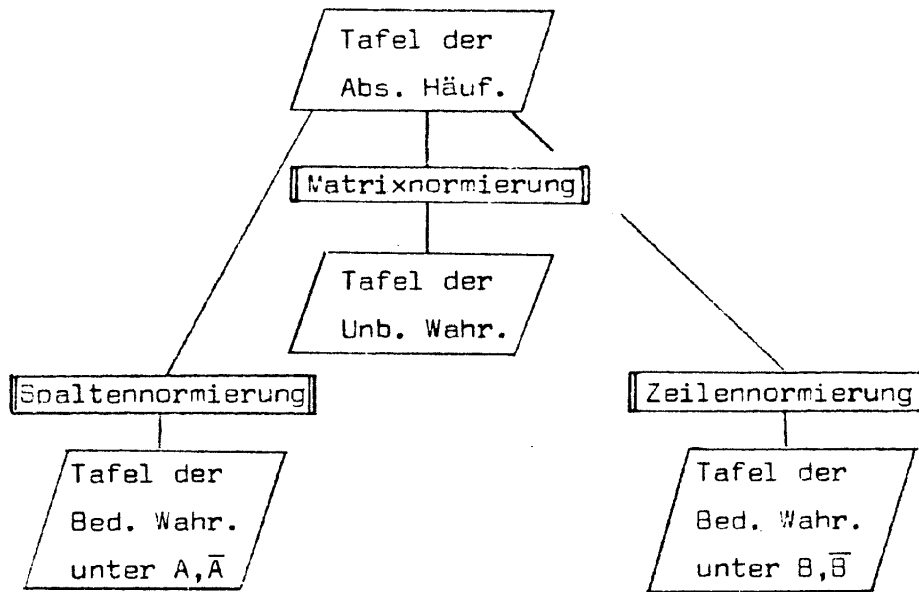 Tafel der
Abs. Häuf.
Matrixnormierung
Tafel der
Unb. Wahr.
Spaltennormierung
Zeilennormierung
Tafel der
Bed. Wahr.
unter A,A̅
Tafel der
Bed. Wahr.
unter B,B̅